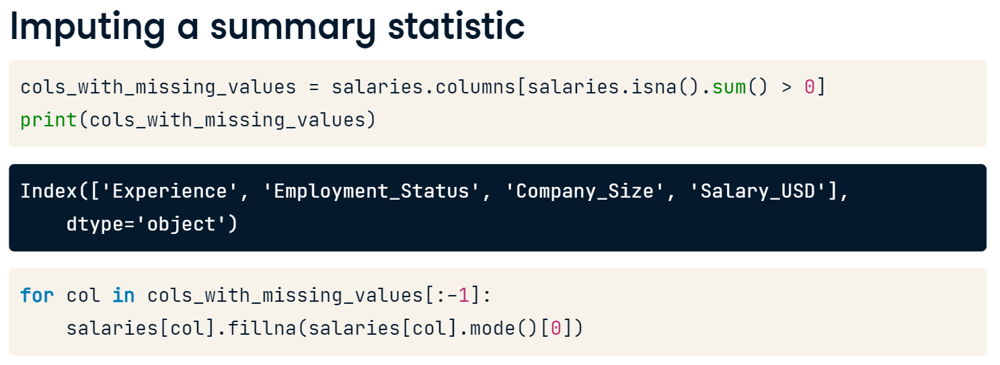 Imputing a summary statistic
cols_with_missing_values = salaries.columns[salaries.isna().sum() > 0]
print(cols_with_missing_values)
Index(['Experience', 'Employment_Status', 'Company_Size', 'Salary_USD'],
    dtype='object')
for col in cols_with_missing_values[:-1]:
    salaries[col].fillna(salaries[col].mode()[0])